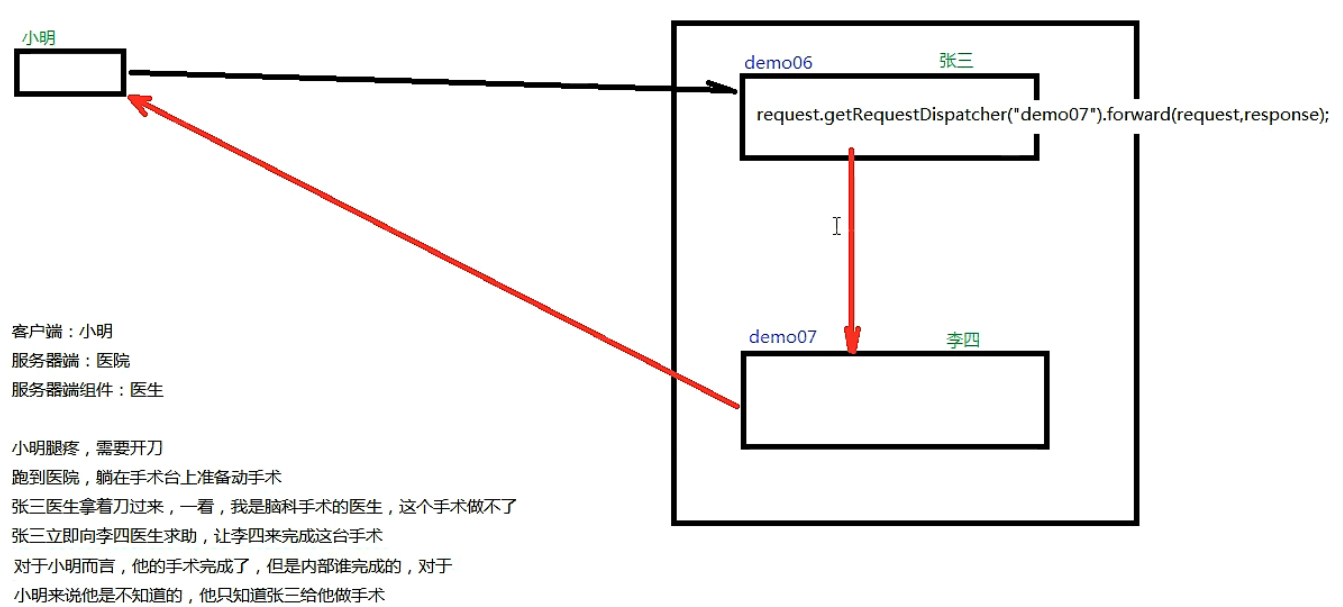 小明
demo06
张三
request.getRequestDispatcher("demo07").forward(request,response);
demo07
李四
客户端：小明
服务器端：医院
服务器端组件：医生
小明腿疼，需要开刀
跑到医院，躺在手术台上准备动手术
张三医生拿着刀过来，一看，我是脑科手术的医生，这个手术做不了
张三立即向李四医生求助，让李四来完成这台手术
对于小明而言，他的手术完成了，但是内部谁完成的，对于
小明来说他是不知道的，他只知道张三给他做手术